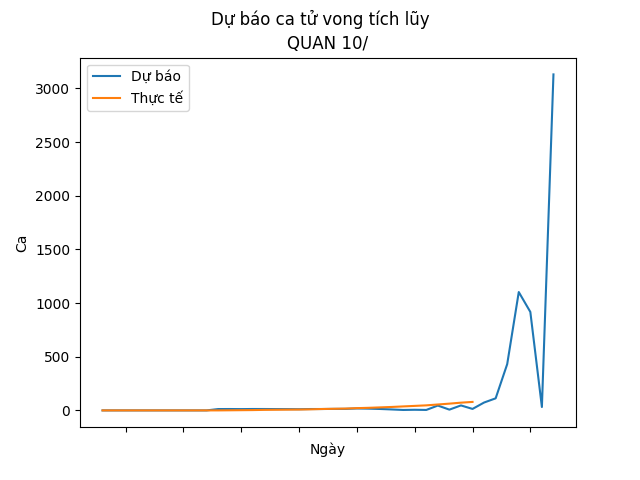 Dự báo ca tử vong tích lũy
QUAN 10/
Dự báo
Thực tế
3000
2500
2000
1500
1000
500
0
Ca
Ngày